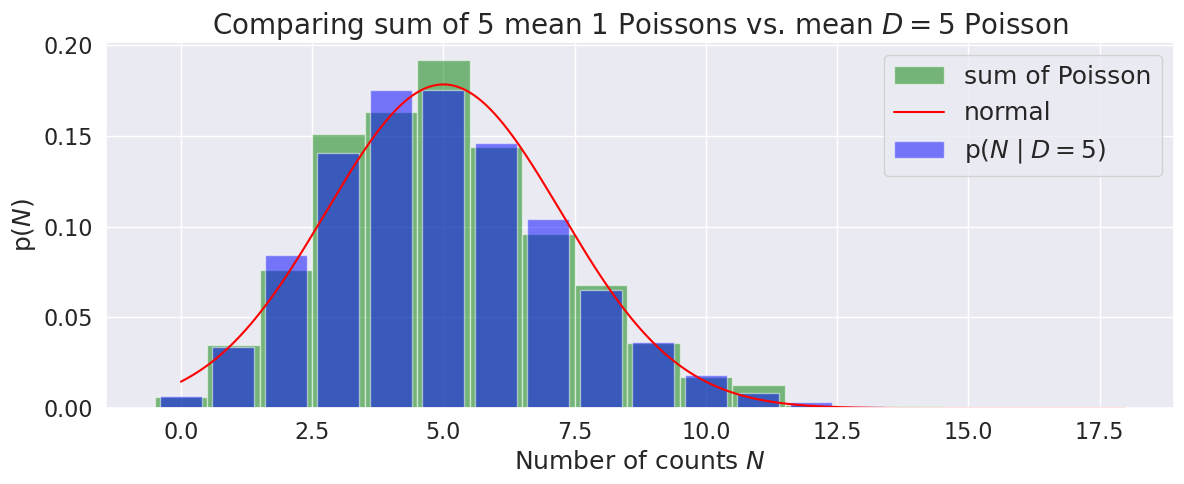 Comparing sum of 5 mean 1 Poissons vs. mean D = 5 Poisson
0.20
0.15
0.10
0.05
0.00
p(N)
sum of Poisson
normal
p(N | D = 5)
0.0 2.5 5.0 7.5 10.0 12.5 15.0 17.5
Number of counts N